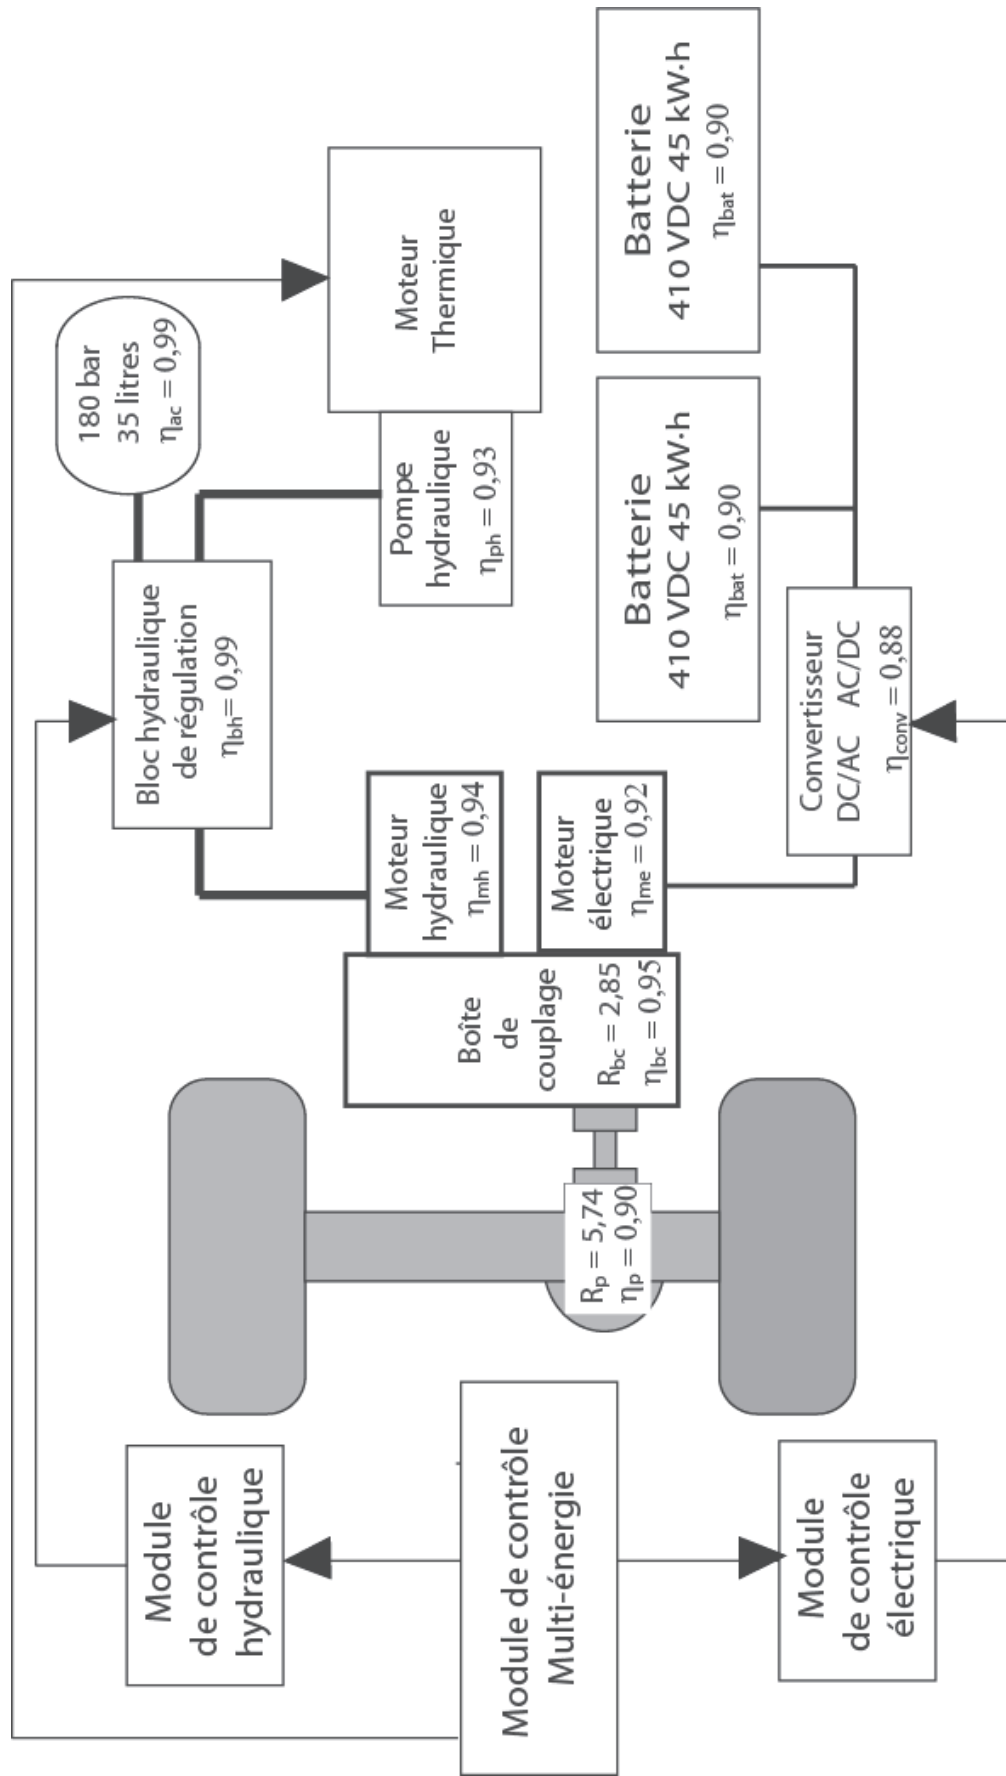 180 bar
35 litres
ηac = 0,99
Bloc hydraulique
de régulation
ηbh= 0,99
Moteur
Thermique
Pompe
hydraulique
ηph = 0,93
Moteur
hydraulique
ηmh = 0,94
Moteur
électrique
ηme = 0,92
Boîte
de
couplage
Rbc = 2,85
ηbc = 0,95
Batterie
410 VDC 45 kW·h
ηbat = 0,90
Batterie
410 VDC 45 kW·h
ηbat = 0,90
Convertisseur
DC/AC AC/DC
ηconv = 0,88
Rp = 5,74
ηp = 0,90
Module
de contrôle
hydraulique
Module de contrôle
Multi-énergie
Module
de contrôle
électrique